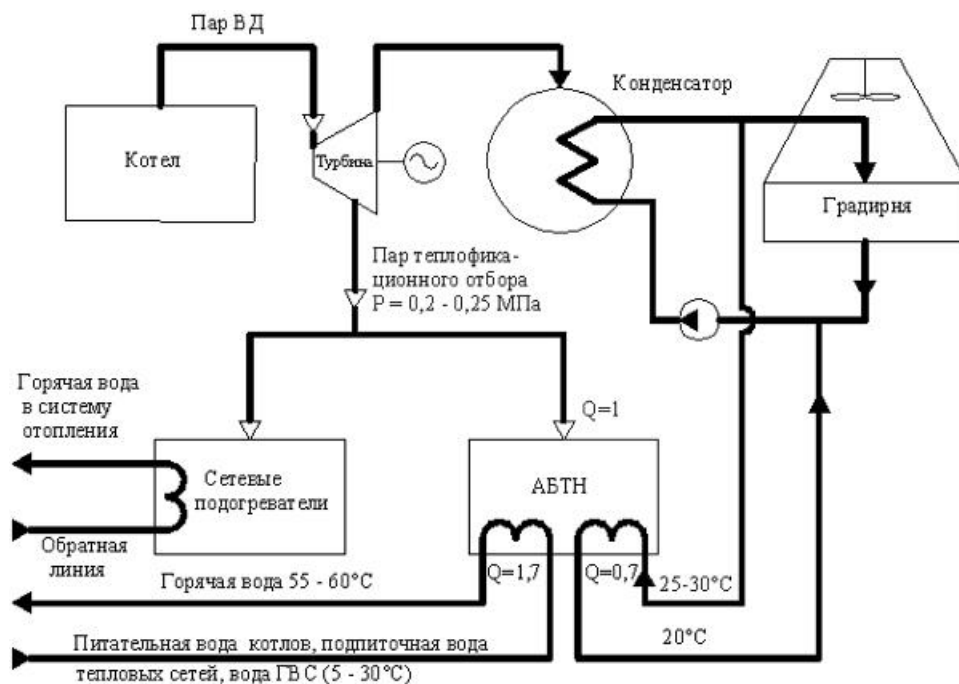 Пар ВД
Конденсатор
Котел
Турбина
Градирня
Пар теплофика-
ционного отбора
P = 0,2 - 0,25 МПа
Горячая вода
в систему
отопления
Q=1
Сетевые
подогреватели
АБТН
Обратная
линия
Q=1,7
Q=0,7
25-30°C
Горячая вода 55 - 60°C
20°C
Питательная вода котлов, подпиточная вода
тепловых сетей, вода ГВС (5 - 30°C)